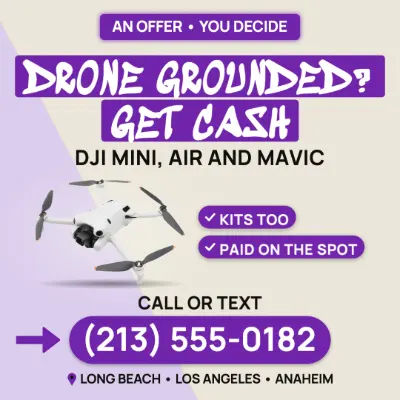 AN OFFER • YOU DECIDE
DRONE GROUNDED?
GET CASH
DJI MINI, AIR AND MAVIC
KITS TOO
PAID ON THE SPOT
CALL OR TEXT
(213) 555-0182
LONG BEACH • LOS ANGELES • ANAHEIM